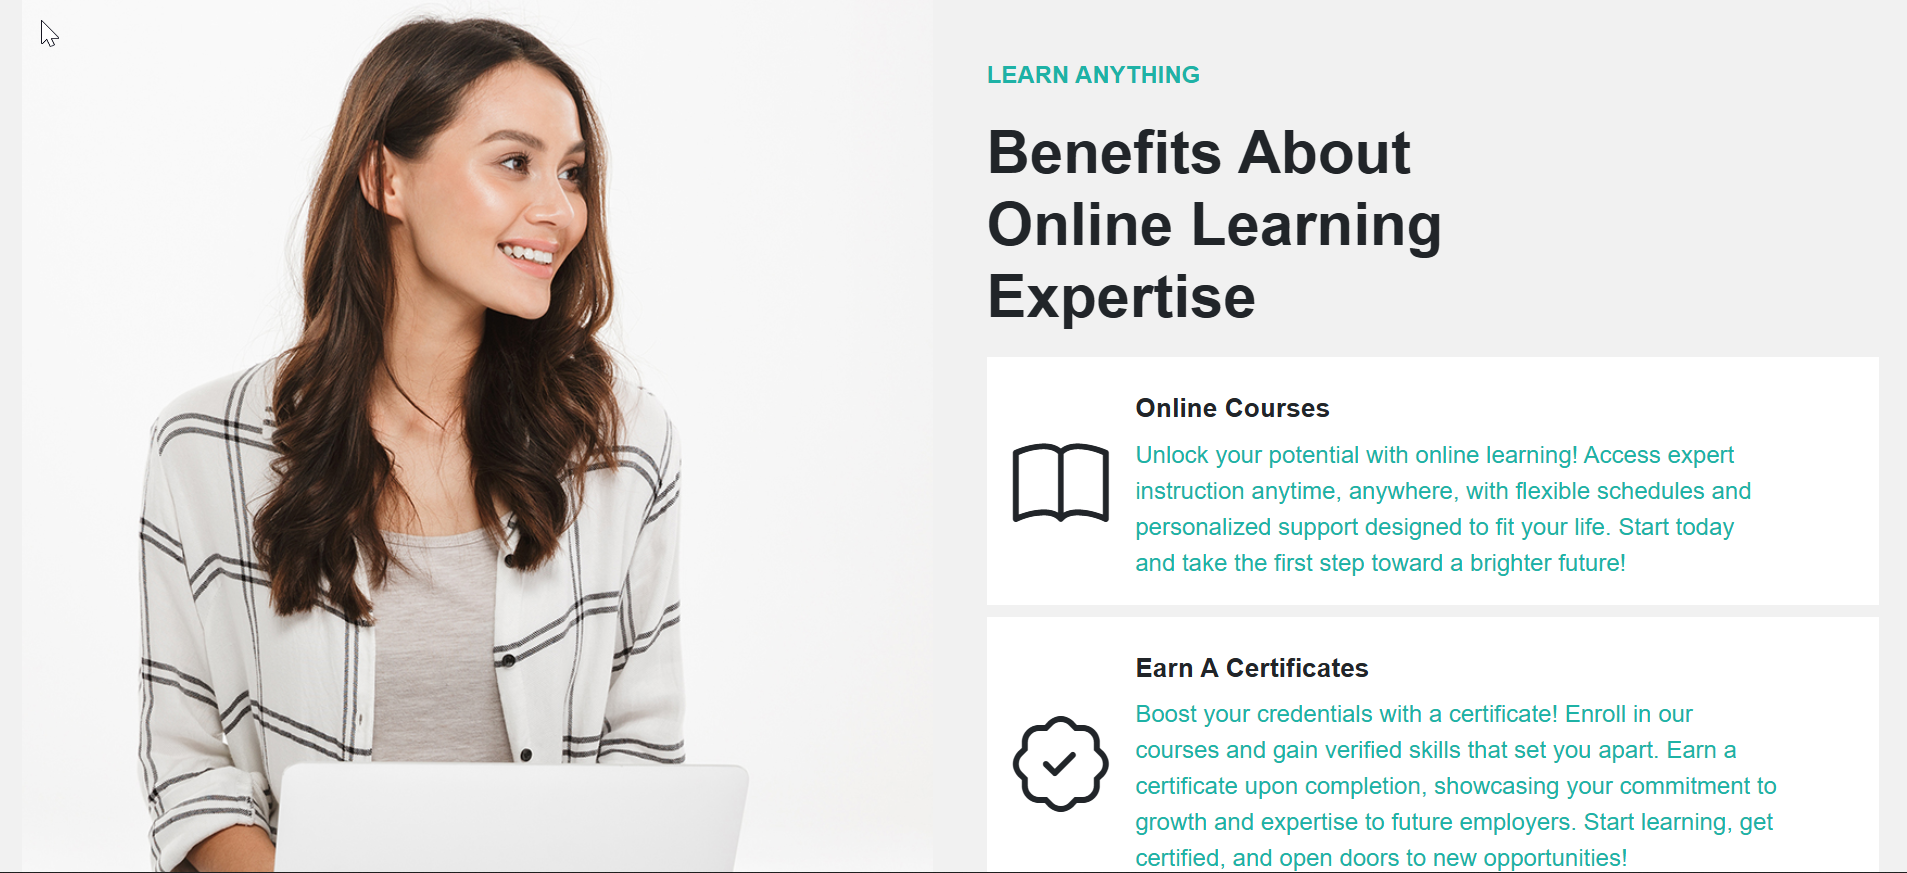 LEARN ANYTHING
Benefits About
Online Learning
Expertise
Online Courses
Unlock your potential with online learning! Access expert
instruction anytime, anywhere, with flexible schedules and
personalized support designed to fit your life. Start today
and take the first step toward a brighter future!
Earn A Certificates
Boost your credentials with a certificate! Enroll in our
courses and gain verified skills that set you apart. Earn a
certificate upon completion, showcasing your commitment to
growth and expertise to future employers. Start learning, get
certified, and open doors to new opportunities!